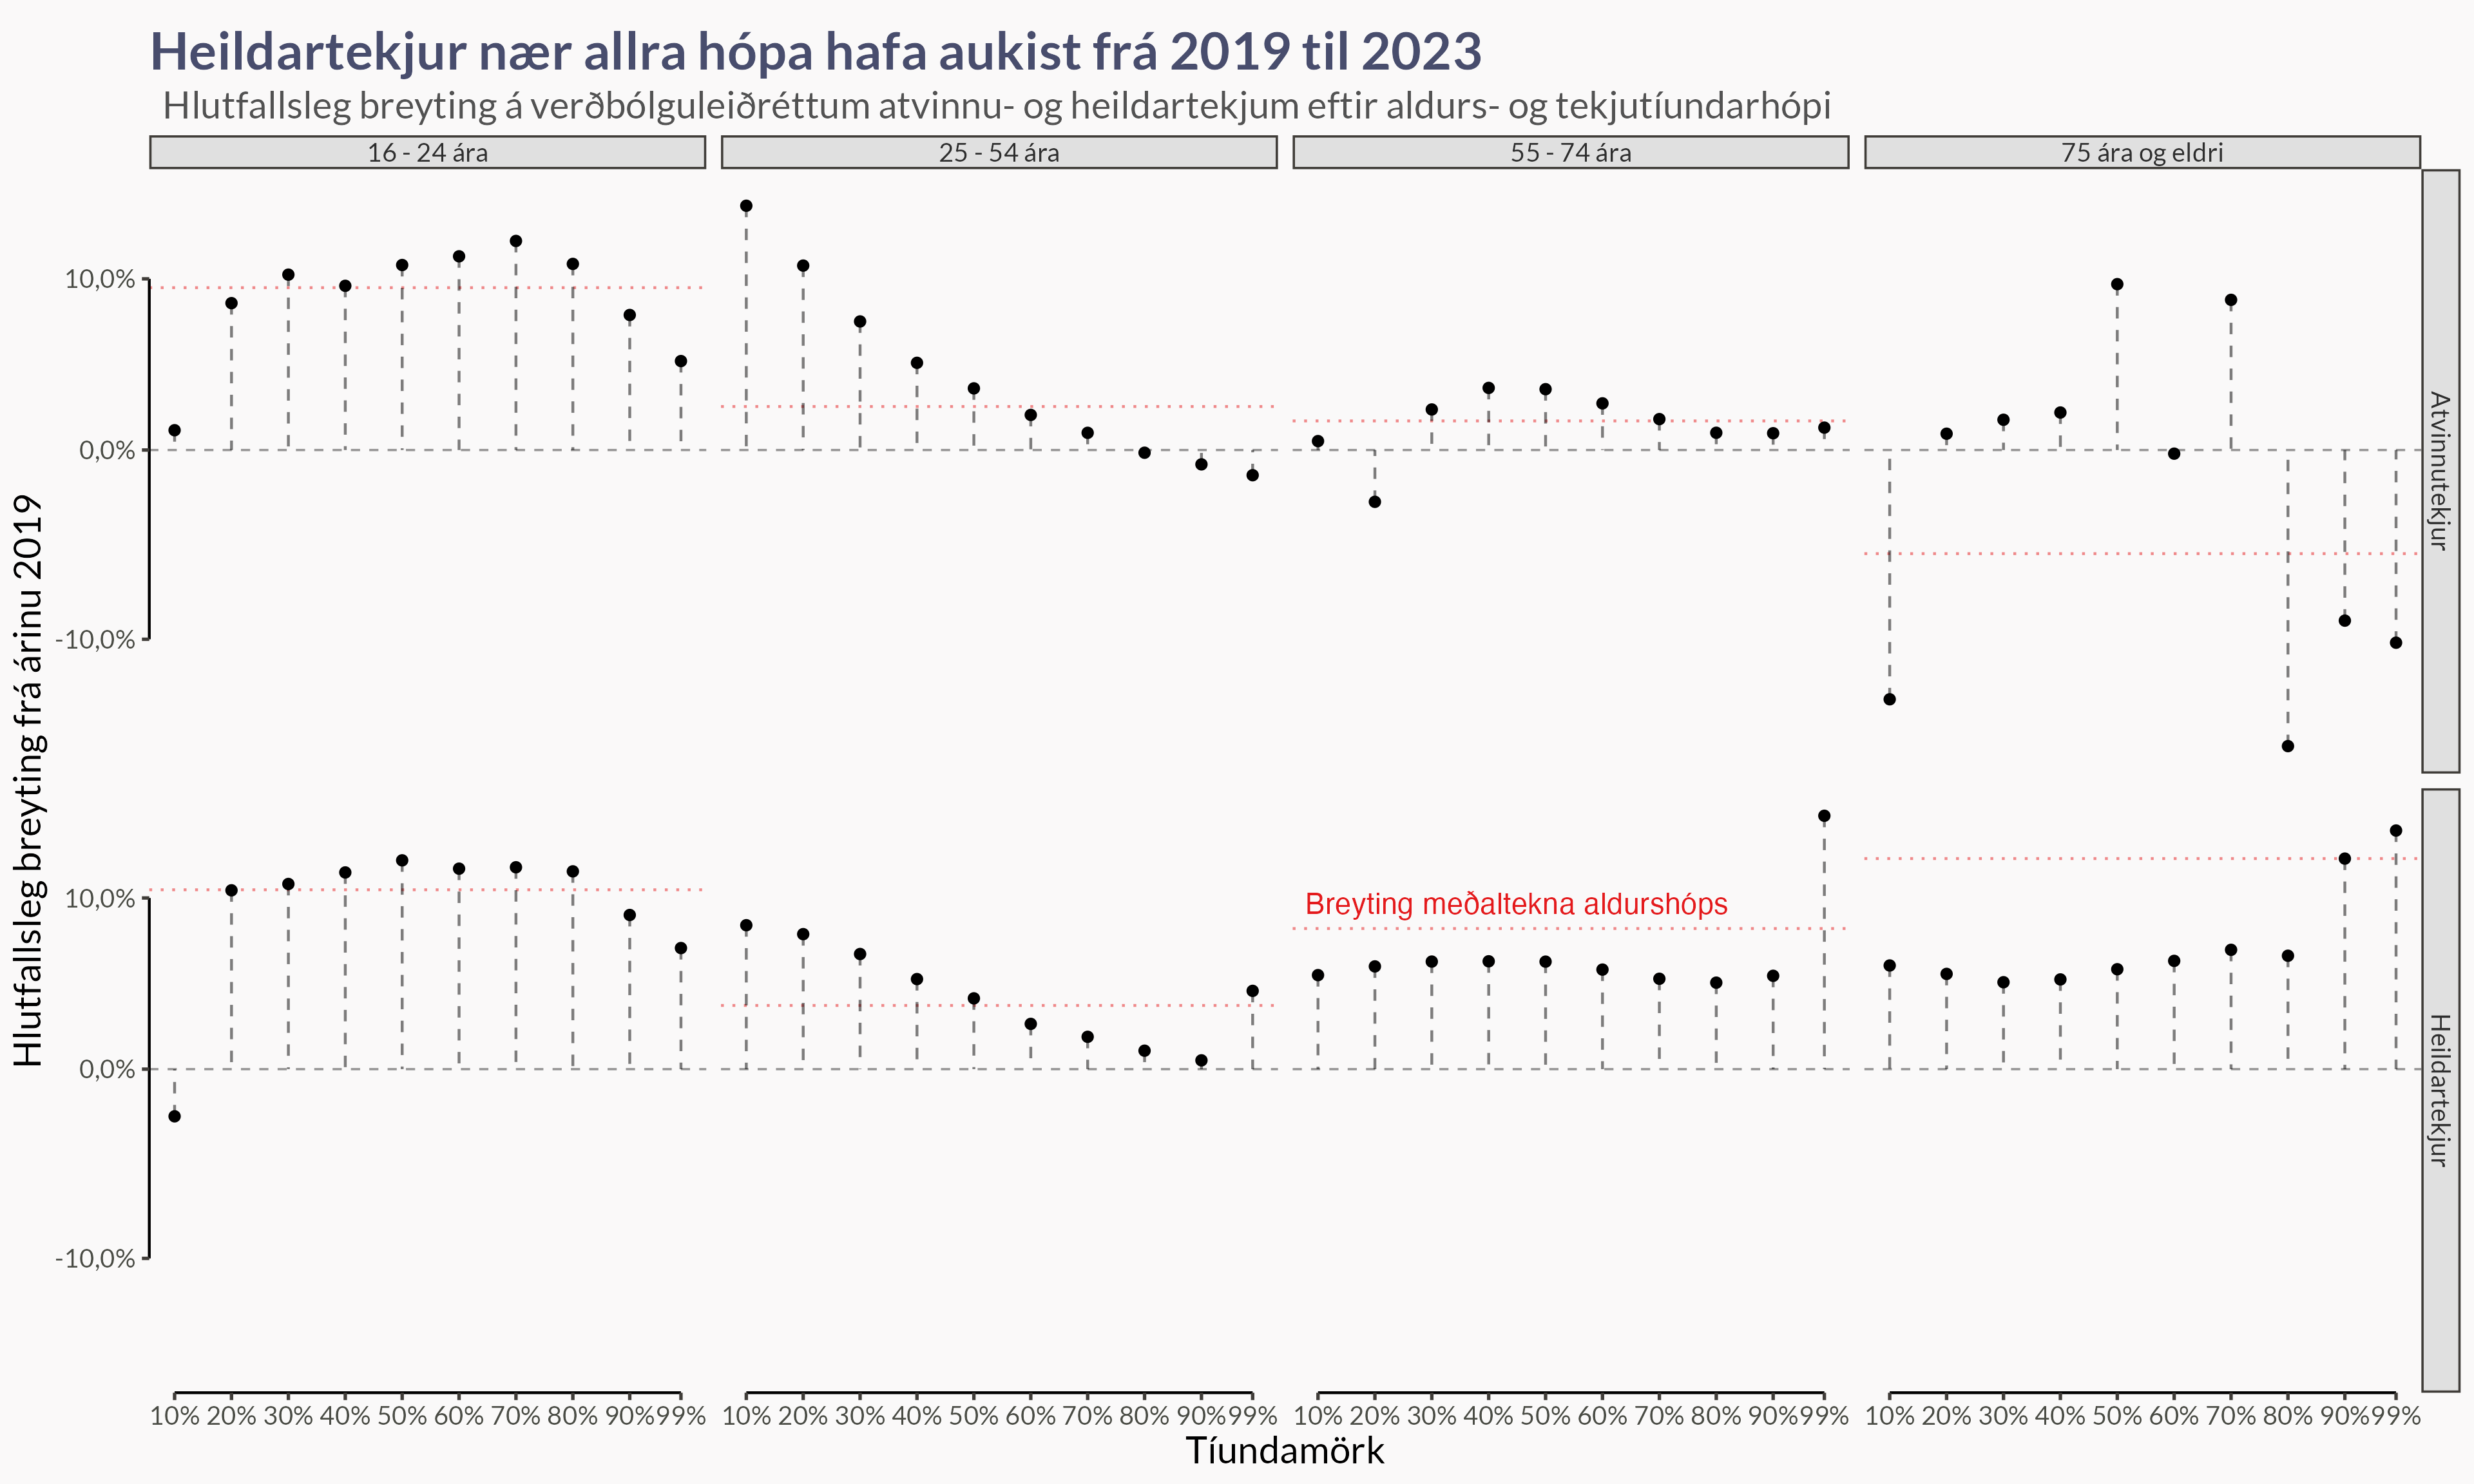 Heildartekjur nær allra hópa hafa aukist frá 2019 til 2023
Hlutfallsleg breyting á verðbólguleiðréttum atvinnu- og heildartekjum eftir aldurs- og tekjutíundarhópi
16 - 24 ára
25 - 54 ára
55 - 74 ára
75 ára og eldri
Hlutfallsleg breyting frá árinu 2019
10,0%
0,0%
-10,0%
Atvinnutekjur
10,0%
0,0%
-10,0%
Breyting meðaltekna aldurshóps
Heildartekjur
10% 20% 30% 40% 50% 60% 70% 80% 90% 99%
10% 20% 30% 40% 50% 60% 70% 80% 90% 99%
10% 20% 30% 40% 50% 60% 70% 80% 90% 99%
10% 20% 30% 40% 50% 60% 70% 80% 90% 99%
Tíundamörk